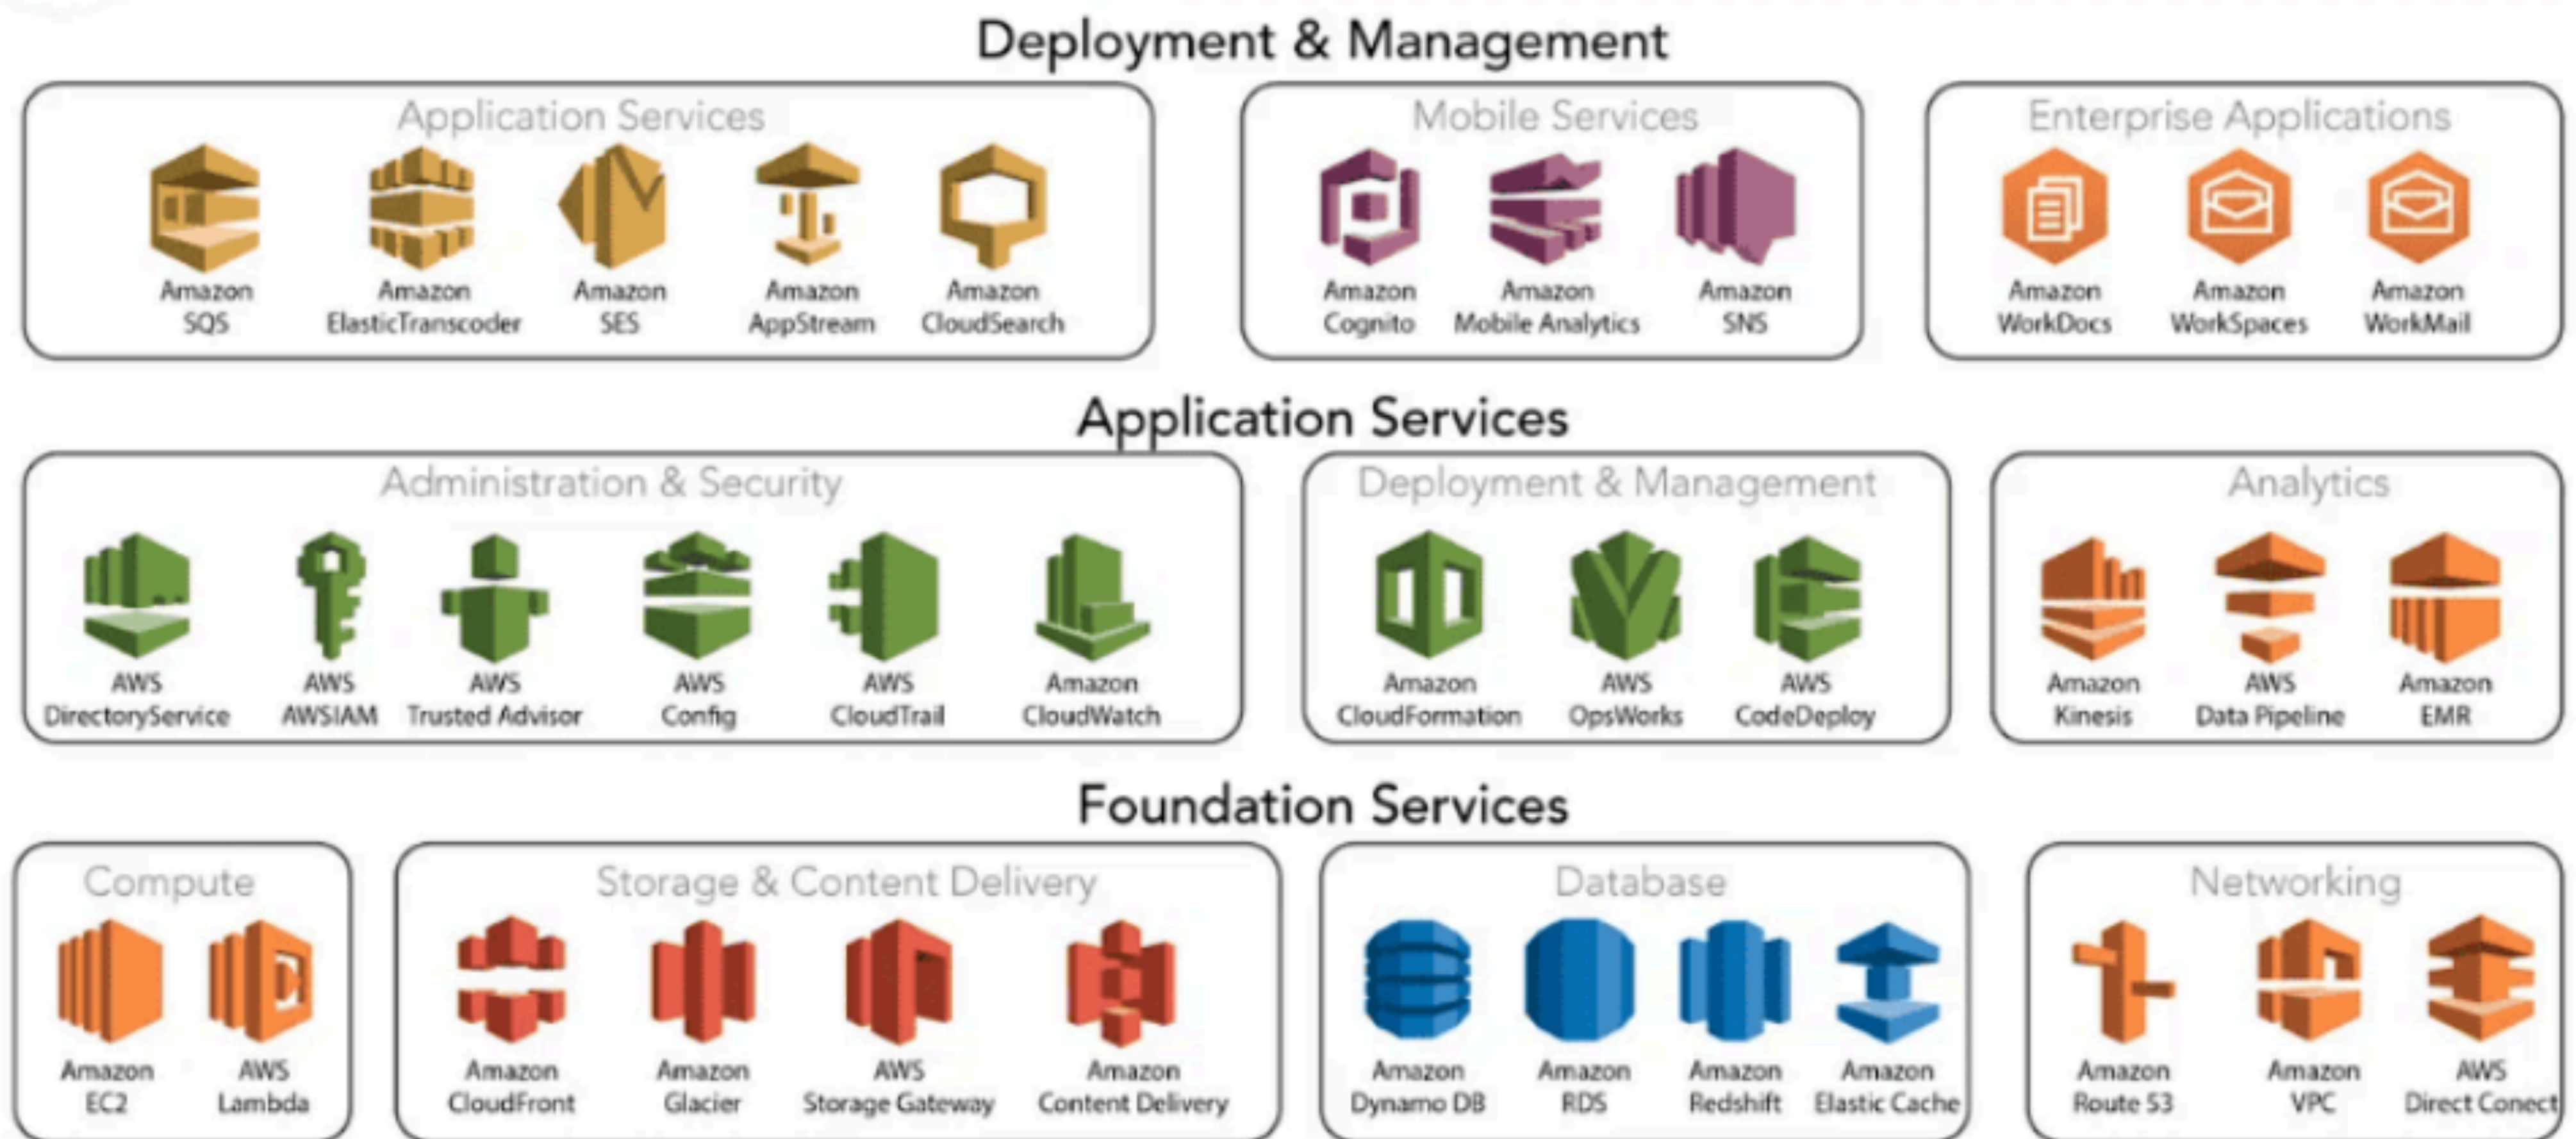 Deployment & Management
Application Services
Amazon
SQS
Amazon
ElasticTranscoder
Amazon
SES
Amazon
AppStream
Amazon
CloudSearch
Mobile Services
Amazon
Cognito
Amazon
Mobile Analytics
Amazon
SNS
Enterprise Applications
Amazon
WorkDocs
Amazon
WorkSpaces
Amazon
WorkMail
Application Services
Administration & Security
AWS
DirectoryService
AWS
AWSIAM
AWS
Trusted Advisor
AWS
Config
AWS
CloudTrail
Amazon
CloudWatch
Deployment & Management
Amazon
CloudFormation
AWS
OpsWorks
AWS
CodeDeploy
Analytics
Amazon
Kinesis
AWS
Data Pipeline
Amazon
EMR
Foundation Services
Compute
Amazon
EC2
AWS
Lambda
Storage & Content Delivery
Amazon
CloudFront
Amazon
Glacier
AWS
Storage Gateway
Amazon
Content Delivery
Database
Amazon
Dynamo DB
Amazon
RDS
Amazon
Redshift
Amazon
Elastic Cache
Networking
Amazon
Route 53
Amazon
VPC
AWS
Direct Conect